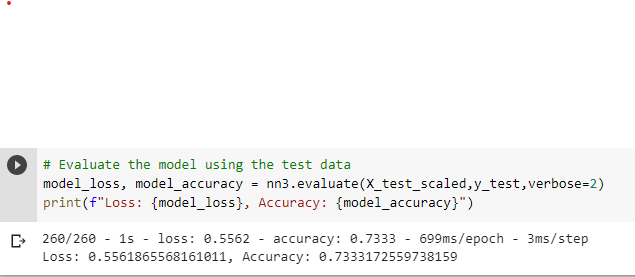 # Evaluate the model using the test data
model_loss, model_accuracy = nn3.evaluate(X_test_scaled,y_test,verbose=2)
print(f"Loss: {model_loss}, Accuracy: {model_accuracy}")
260/260 - 1s - loss: 0.5562 - accuracy: 0.7333 - 699ms/epoch - 3ms/step
Loss: 0.5561865568161011, Accuracy: 0.7333172559738159